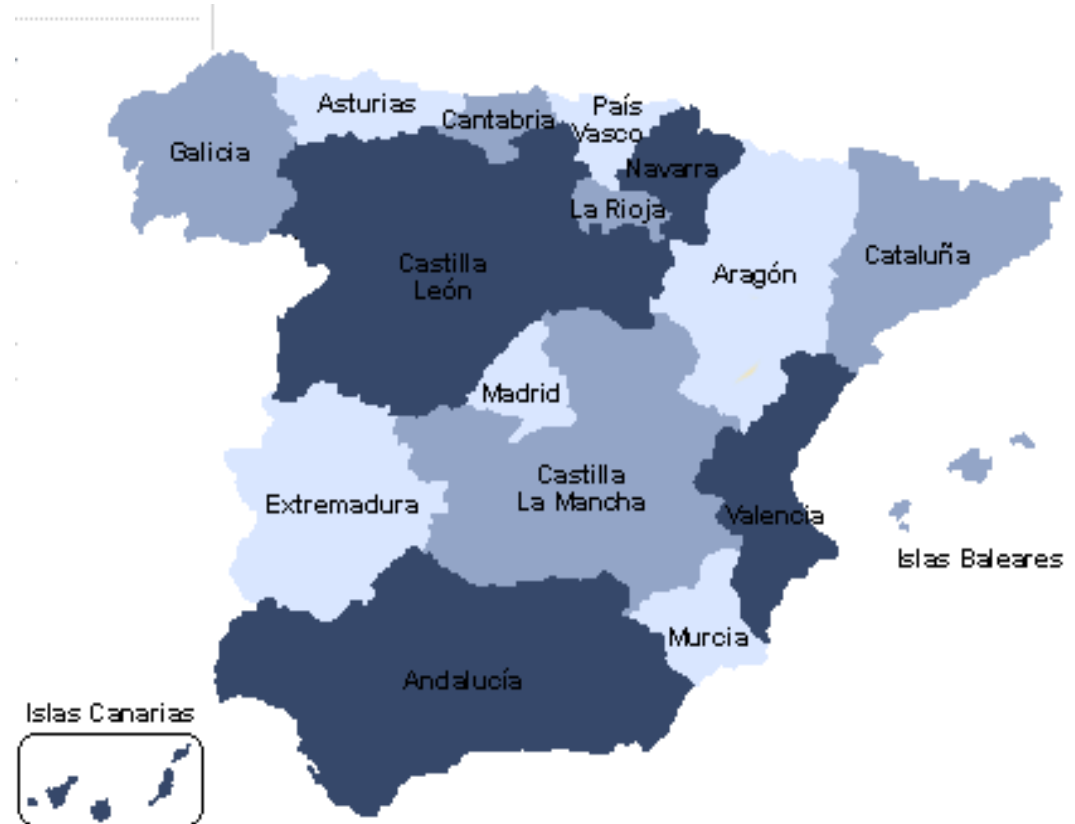 Asturias
Cantabria
País
Vasco
Galicia
Navarra
La Rioja
Castilla
León
Aragón
Cataluña
Madrid
Castilla
La Mancha
Extremadura
Valencia
Islas Baleares
Murcia
Andalucía
Islas Canarias